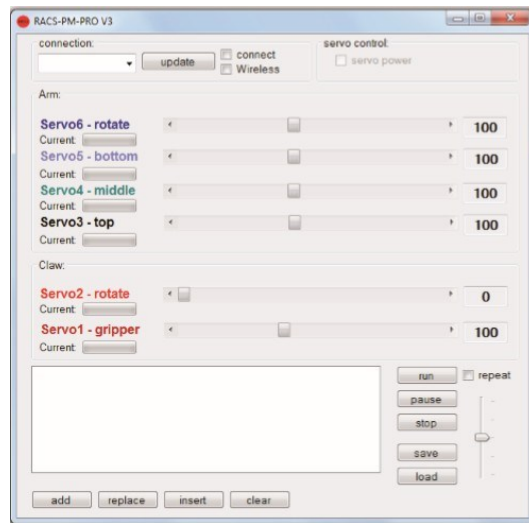 RACS-PM-PRO V3
connection:
servo control:
update
connect
Wireless
servo power
Arm:
Servo6 - rotate
100
Current:
Servo5 - bottom
100
Current:
Servo4 - middle
100
Current:
Servo3 - top
100
Current:
Claw:
Servo2 - rotate
0
Current:
Servo1 - gripper
100
Current:
run
repeat
pause
stop
save
load
add
replace
insert
clear